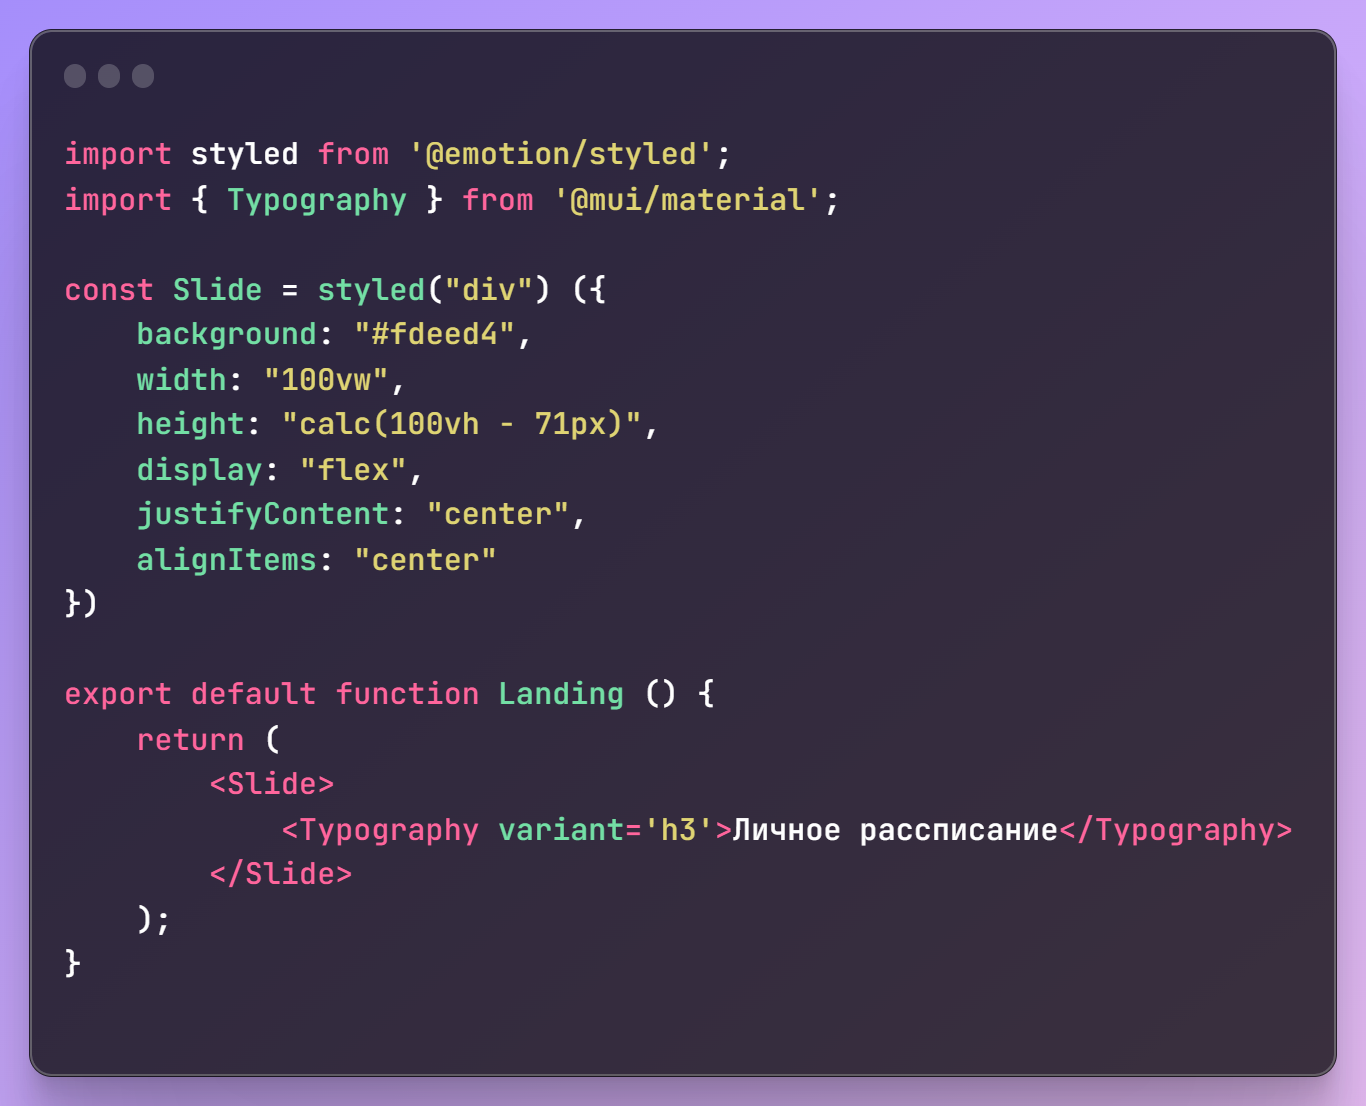 import styled from '@emotion/styled';
import { Typography } from '@mui/material';

const Slide = styled("div") ({
    background: "#fdeed4",
    width: "100vw",
    height: "calc(100vh - 71px)",
    display: "flex",
    justifyContent: "center",
    alignItems: "center"
})

export default function Landing () {
    return (
        <Slide>
            <Typography variant='h3'>Личное рассписание</Typography>
        </Slide>
    );
}